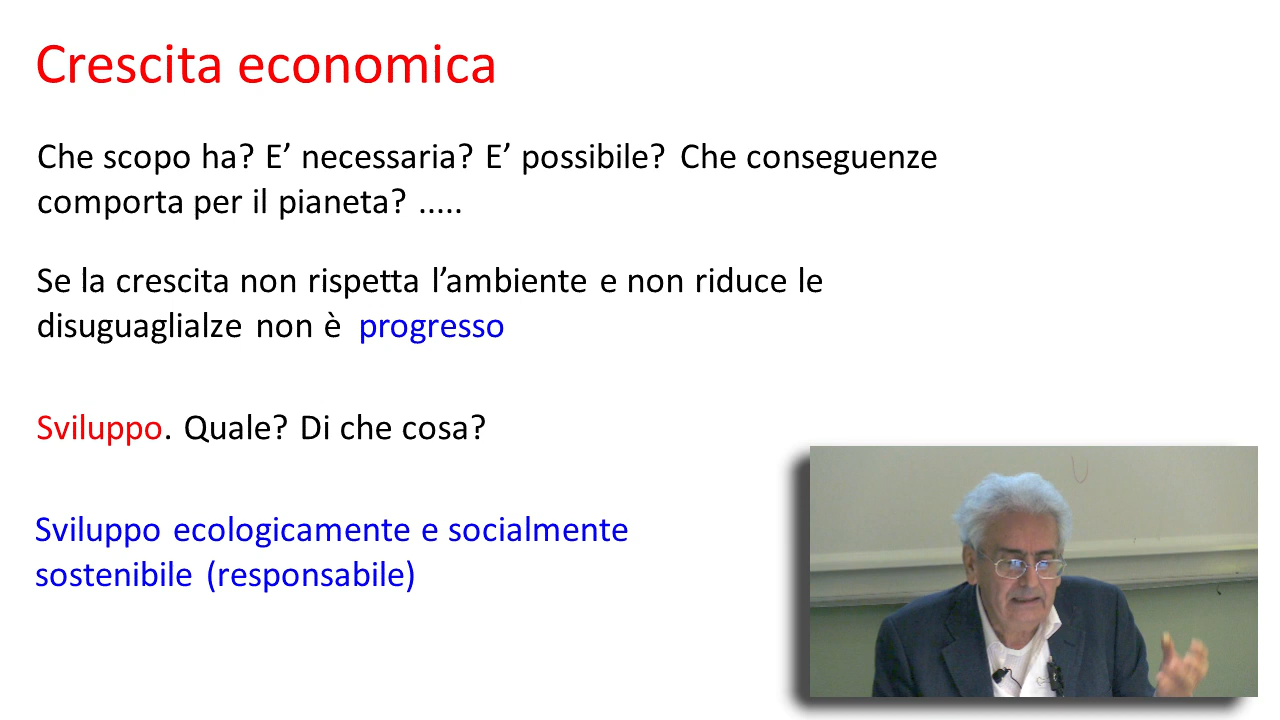 Crescita economica
Che scopo ha? E’ necessaria? E’ possibile? Che conseguenze
comporta per il pianeta? .....
Se la crescita non rispetta l’ambiente e non riduce le
disuguaglialze non è progresso
Sviluppo. Quale? Di che cosa?
Sviluppo ecologicamente e socialmente
sostenibile (responsabile)